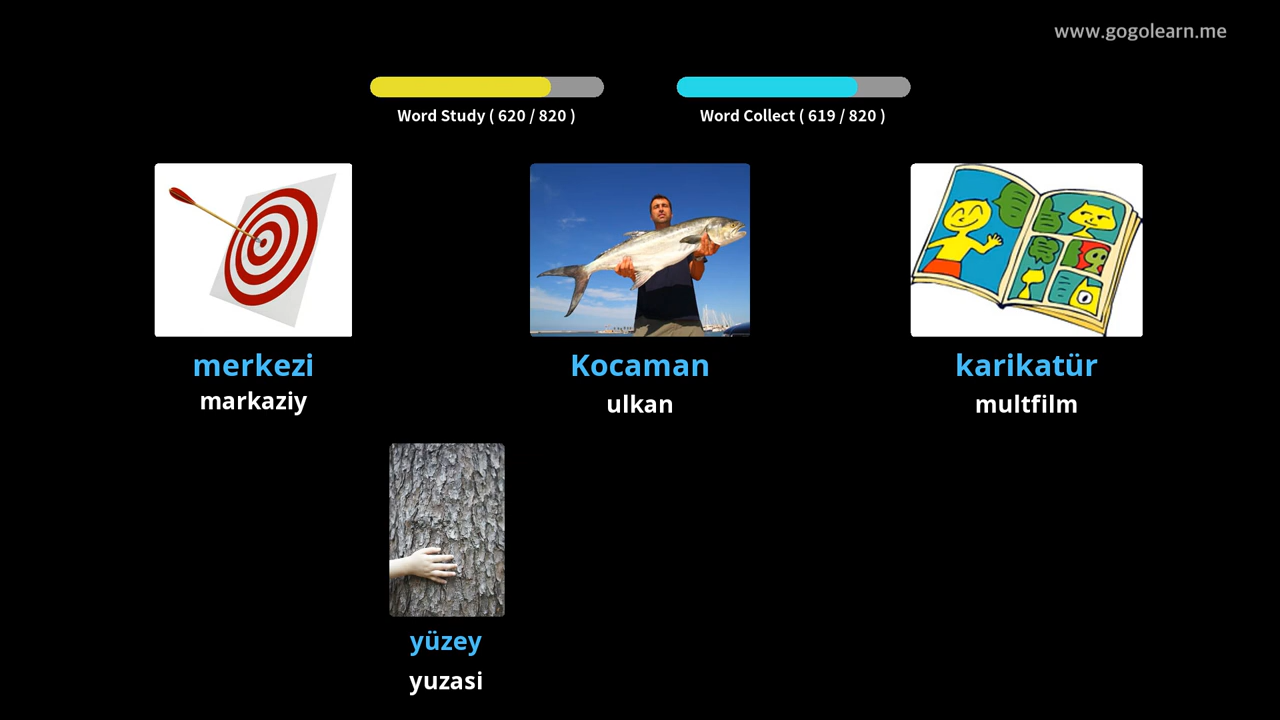 www.gogolearn.me
Word Study ( 620 / 820 )
Word Collect ( 619 / 820 )
merkezi
markaziy
Kocaman
ulkan
karikatür
multfilm
yüzey
yuzasi